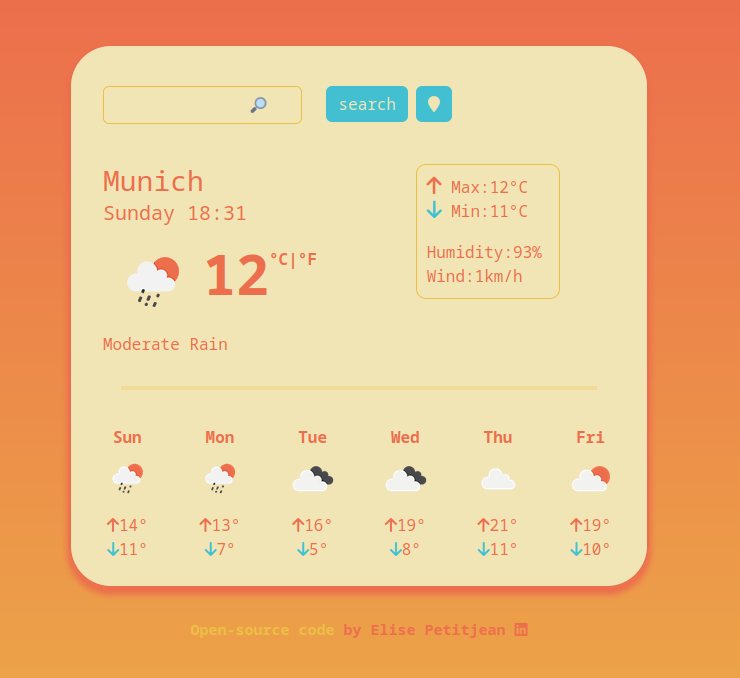 search
Munich
Sunday 18:31
12 °C|°F
Moderate Rain
Max:12°C
Min:11°C
Humidity:93%
Wind:1km/h
Sun Mon Tue Wed Thu Fri
14° 13° 16° 19° 21° 19°
11° 7° 5° 8° 11° 10°
Open-source code by Elise Petitjean in